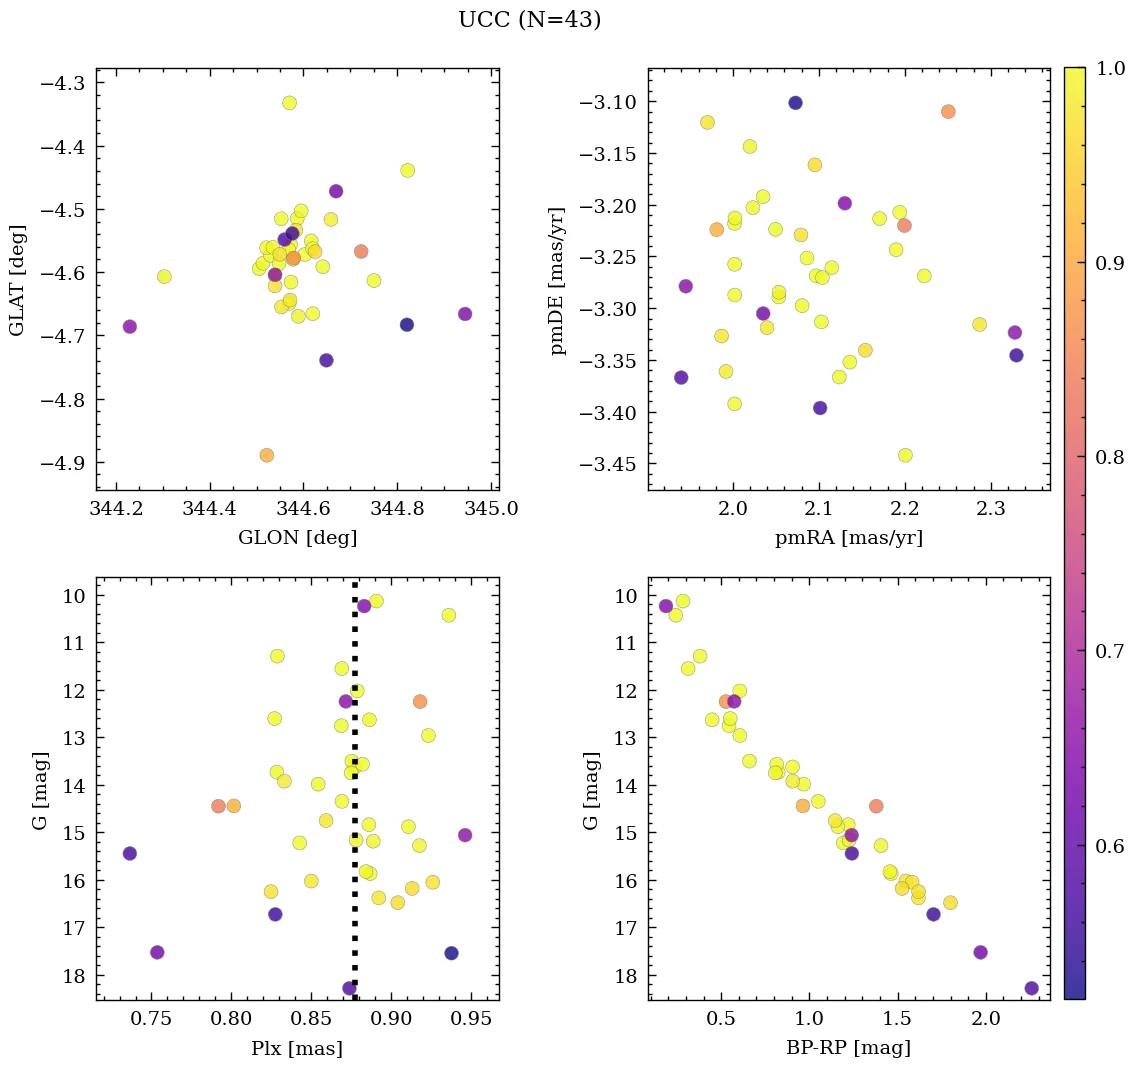 UCC (N=43)
−4.3
−4.4
−4.5
−4.6
−4.7
−4.8
−4.9
GLAT [deg]
344.2 344.4 344.6 344.8 345.0
GLON [deg]
−3.10
−3.15
−3.20
−3.25
−3.30
−3.35
−3.40
−3.45
pmDE [mas/yr]
2.0 2.1 2.2 2.3
pmRA [mas/yr]
10
11
12
13
14
15
16
17
18
G [mag]
0.75 0.80 0.85 0.90 0.95
Plx [mas]
10
11
12
13
14
15
16
17
18
G [mag]
0.5 1.0 1.5 2.0
BP-RP [mag]
1.0
0.9
0.8
0.7
0.6